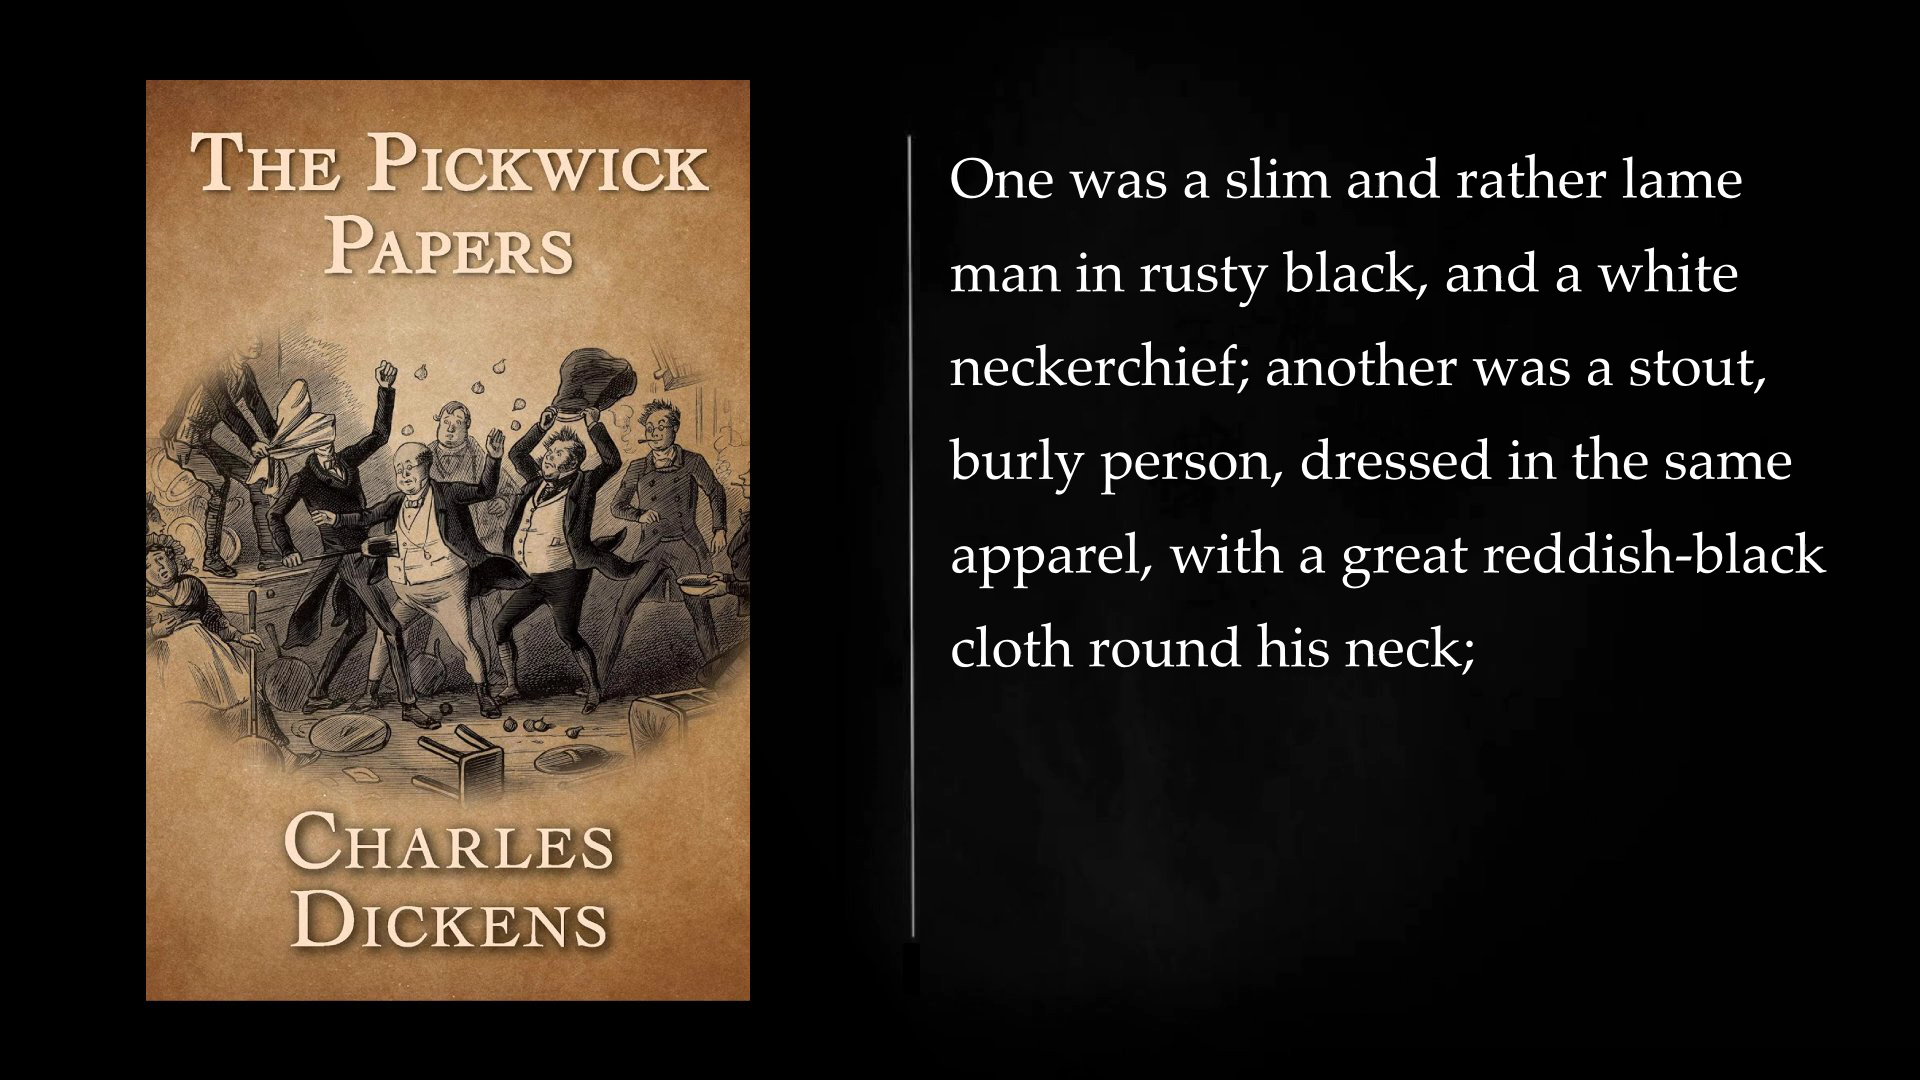 The Pickwick
Papers
Charles
Dickens
One was a slim and rather lame
man in rusty black, and a white
neckerchief; another was a stout,
burly person, dressed in the same
apparel, with a great reddish-black
cloth round his neck;